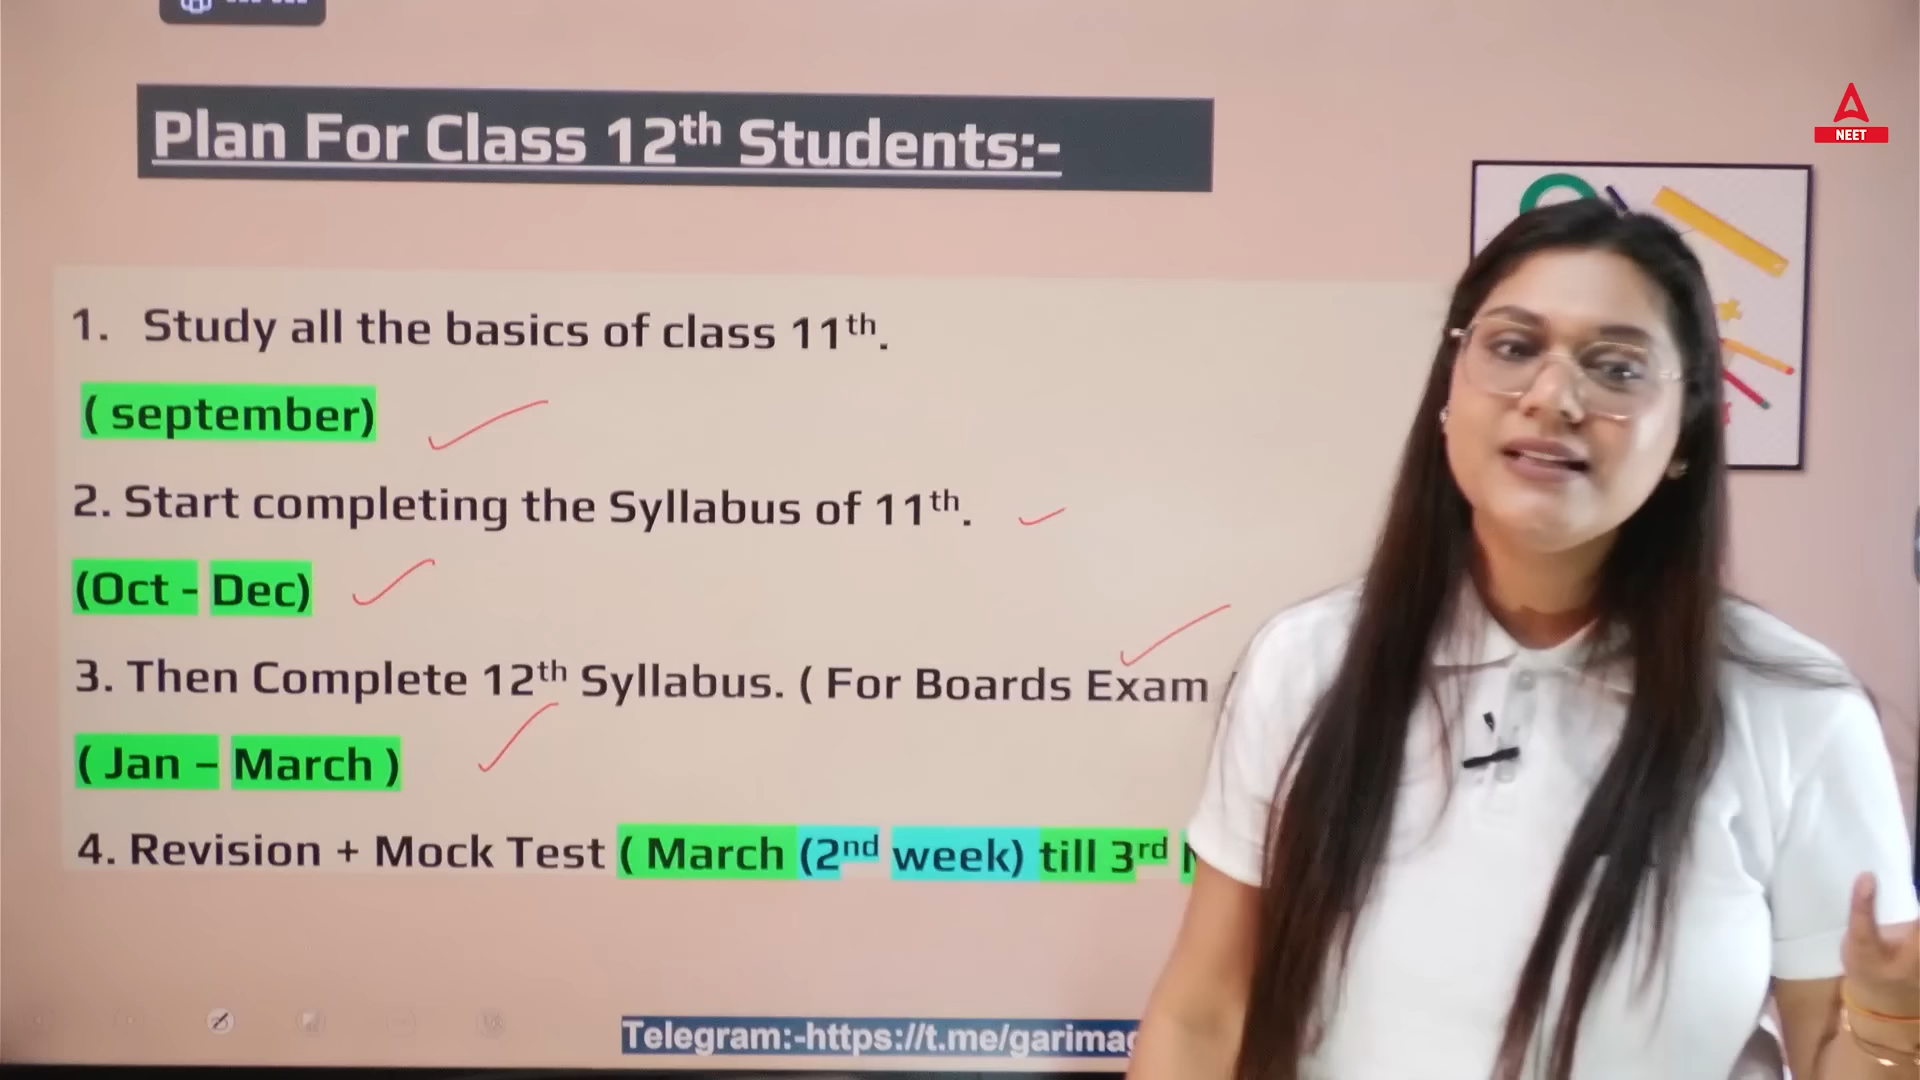 Plan For Class 12th Students:-
NEET
1. Study all the basics of class 11th.
( september)
2. Start completing the Syllabus of 11th.
(Oct - Dec)
3. Then Complete 12th Syllabus. ( For Boards Exam
( Jan – March )
4. Revision + Mock Test ( March (2nd week) till 3rd
Telegram:-https://t.me/garimag